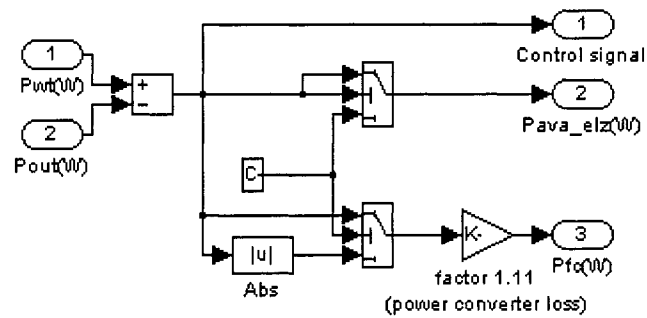 1
Pwt(W)
2
Pout(W)
+
-
1
Control signal
2
Pava_elz(W)
C
|u|
Abs
K-
factor 1.11
(power converter loss)
3
Pfc(W)